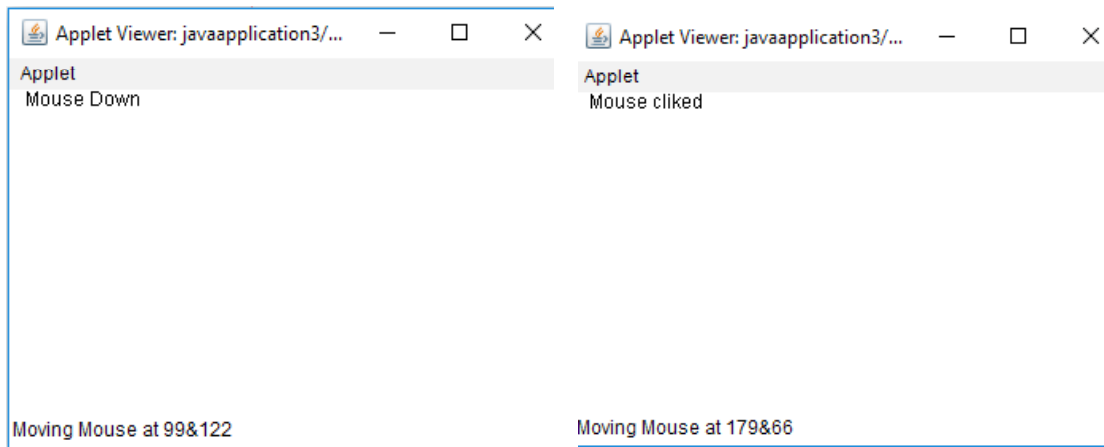 Applet Viewer: javaapplication3/...
Applet
Mouse Down
Moving Mouse at 99&122
Applet Viewer: javaapplication3/...
Applet
Mouse cliked
Moving Mouse at 179&66